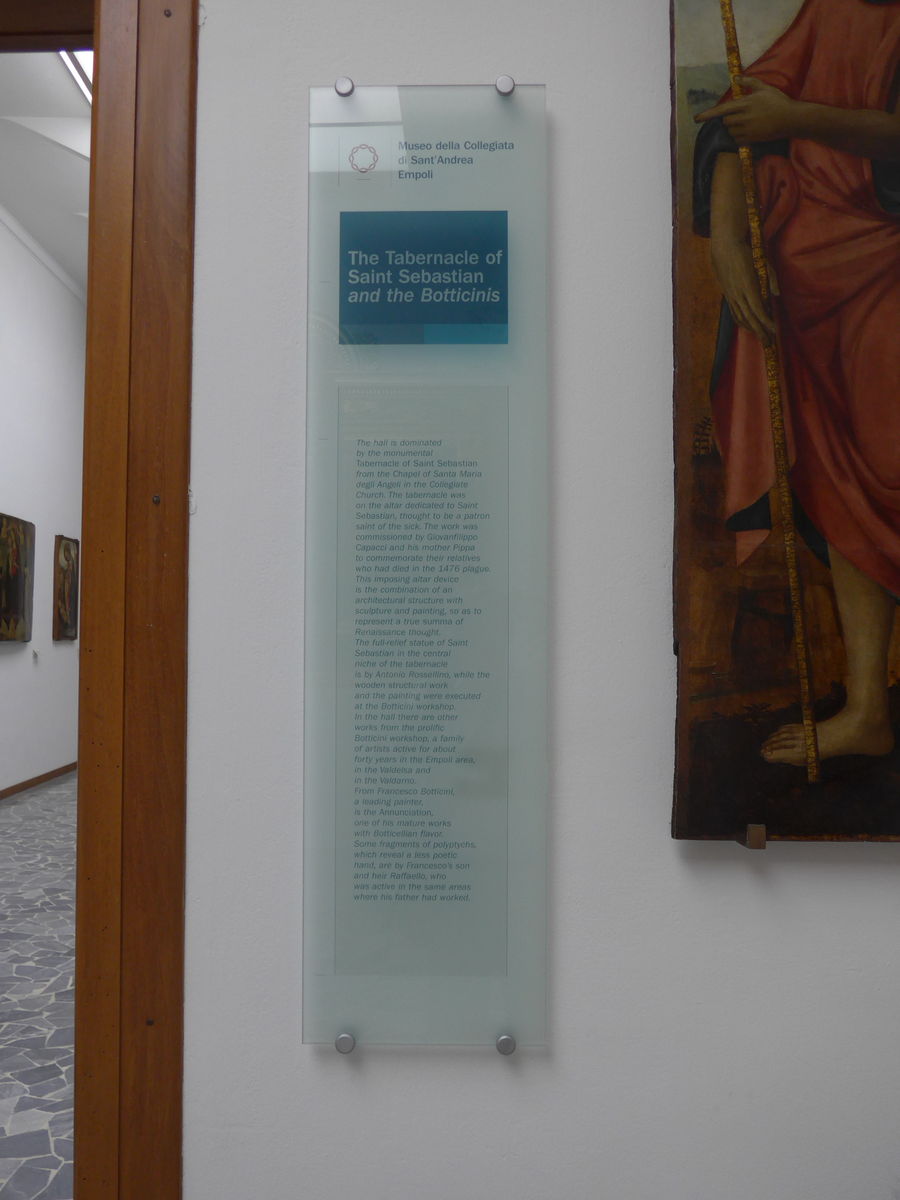 Museo della Collegiata
di Sant'Andrea
Empoli
The Tabernacle of
Saint Sebastian
and the Botticinis
The hall is dominated
by the monumental
Tabernacle of Saint Sebastian
from the Chapel of Santa Maria
degli Angeli in the Collegiate
Church. The tabernacle was
on the altar dedicated to Saint
Sebastian, thought to be a patron
saint of the sick. The work was
commissioned by Giovanfilippo
Capacci and his mother Pippa
to commemorate their relatives
who had died in the 1476 plague.
This imposing altar device
is the combination of an
architectural structure with
sculpture and painting, so as to
represent a true summa of
Renaissance thought.
The full-relief statue of Saint
Sebastian in the central
niche of the tabernacle
is by Antonio Rossellino, while the
wooden structural work
and the painting were executed
at the Botticini workshop.
In the hall there are other
works from the prolific
Botticini workshop, a family
of artists active for about
forty years in the Empoli area,
in the Valdelsa and
in the Valdarno.
From Francesco Botticini,
a leading painter,
is the Annunciation,
one of his mature works
with Botticellian flavor.
Some fragments of polyptychs,
which reveal a less poetic
hand, are by Francesco's son
and heir Raffaello, who
was active in the same areas
where his father had worked.